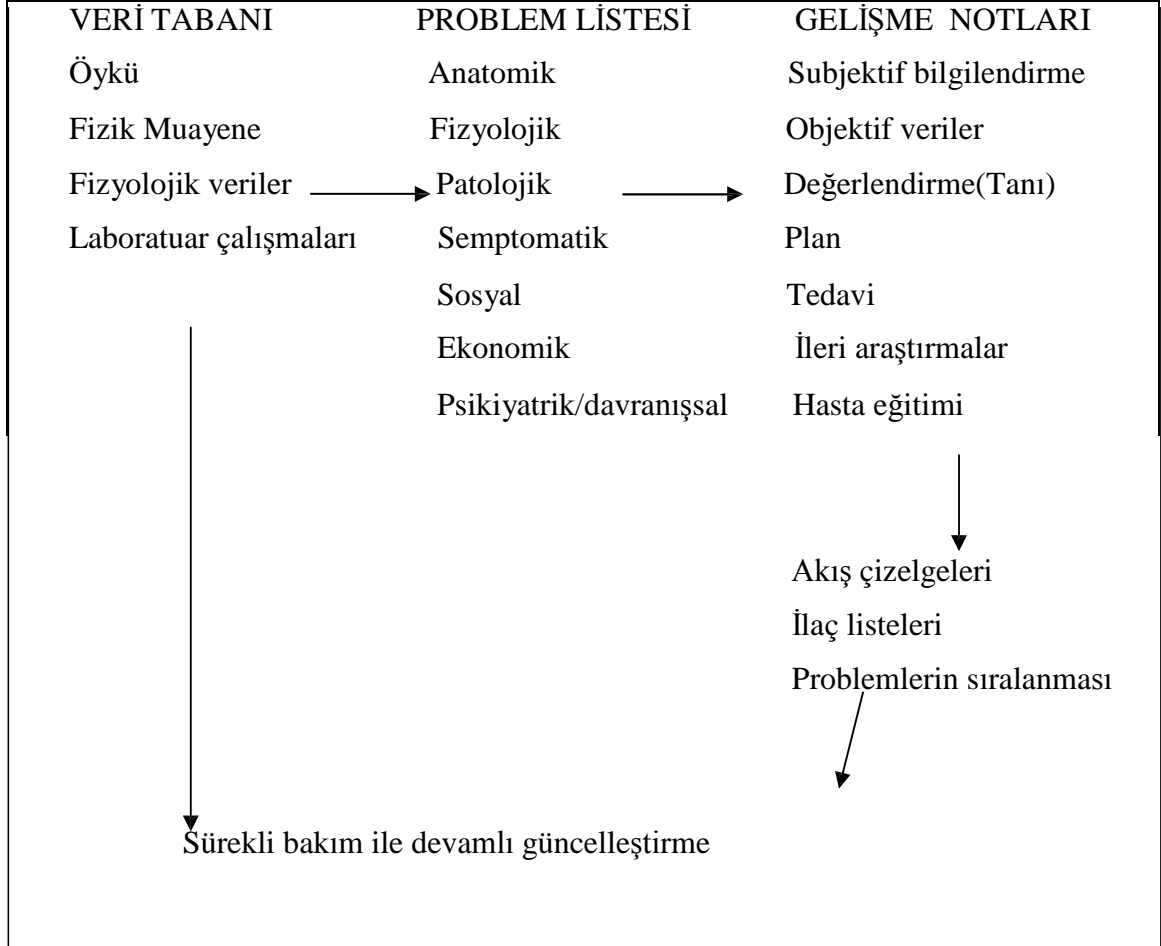 VERİ TABANI PROBLEM LİSTESİ GELİŞME NOTLARI
Öykü Anatomik Subjektif bilgilendirme
Fizik Muayene Fizyolojik Objektif veriler
Fizyolojik veriler Patolojik Değerlendirme(Tanı)
Laboratuar çalışmaları Semptomatik Plan
Sosyal Tedavi
Ekonomik İleri araştırmalar
Psikiyatrik/davranışsal Hasta eğitimi
Akış çizelgeleri
İlaç listeleri
Problemlerin sıralanması
Sürekli bakım ile devamlı güncelleştirme